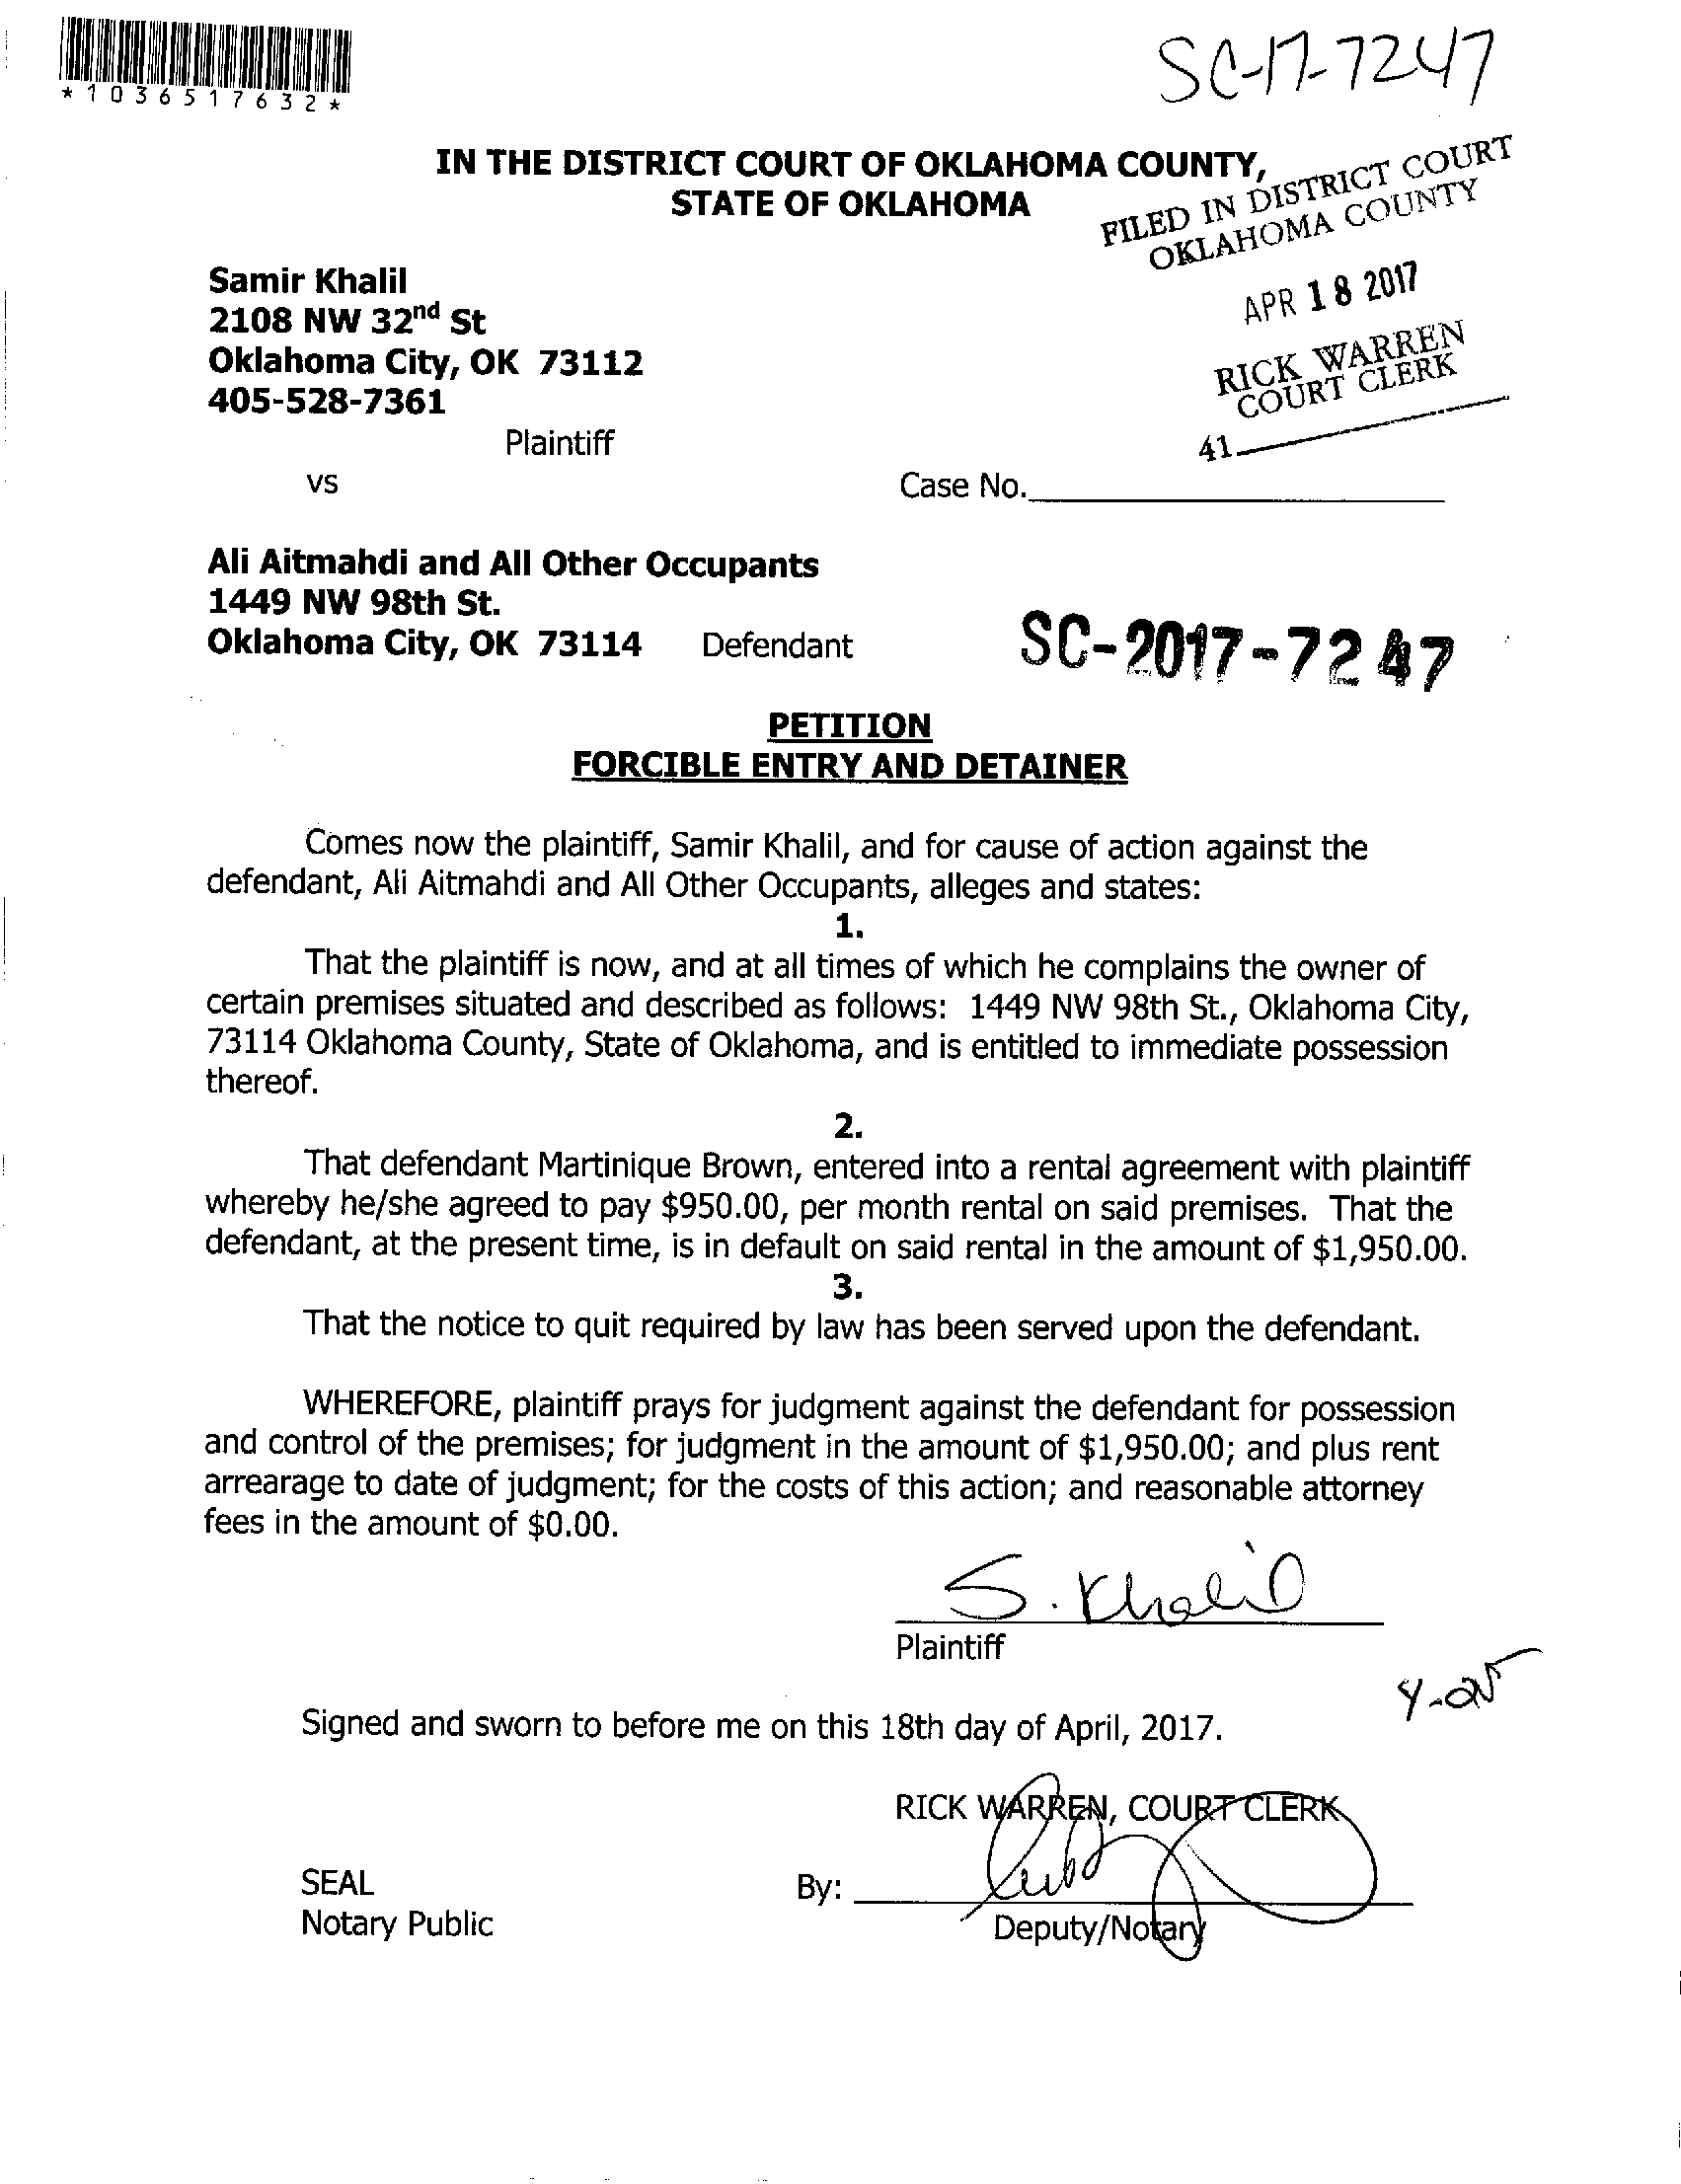 SC-17-7247
*1036517632*
IN THE DISTRICT COURT OF OKLAHOMA COUNTY,
STATE OF OKLAHOMA
FILED IN DISTRICT COURT
OKLAHOMA COUNTY
APR 18 2017
RICK WARREN
COURT CLERK
41
Samir Khalil
2108 NW 32nd St
Oklahoma City, OK 73112
405-528-7361
Plaintiff
vs
Case No.
Ali Aitmahdi and All Other Occupants
1449 NW 98th St.
Oklahoma City, OK 73114 Defendant
SC-2017-7247
PETITION
FORCIBLE ENTRY AND DETAINER
Comes now the plaintiff, Samir Khalil, and for cause of action against the
defendant, Ali Aitmahdi and All Other Occupants, alleges and states:
1.
That the plaintiff is now, and at all times of which he complains the owner of
certain premises situated and described as follows: 1449 NW 98th St., Oklahoma City,
73114 Oklahoma County, State of Oklahoma, and is entitled to immediate possession
thereof.
2.
That defendant Martinique Brown, entered into a rental agreement with plaintiff
whereby he/she agreed to pay $950.00, per month rental on said premises. That the
defendant, at the present time, is in default on said rental in the amount of $1,950.00.
3.
That the notice to quit required by law has been served upon the defendant.
WHEREFORE, plaintiff prays for judgment against the defendant for possession
and control of the premises; for judgment in the amount of $1,950.00; and plus rent
arrearage to date of judgment; for the costs of this action; and reasonable attorney
fees in the amount of $0.00.
S. Khalil
Plaintiff
Signed and sworn to before me on this 18th day of April, 2017.
RICK WARREN, COURT CLERK
SEAL
By:
Notary Public
Deputy/Notary